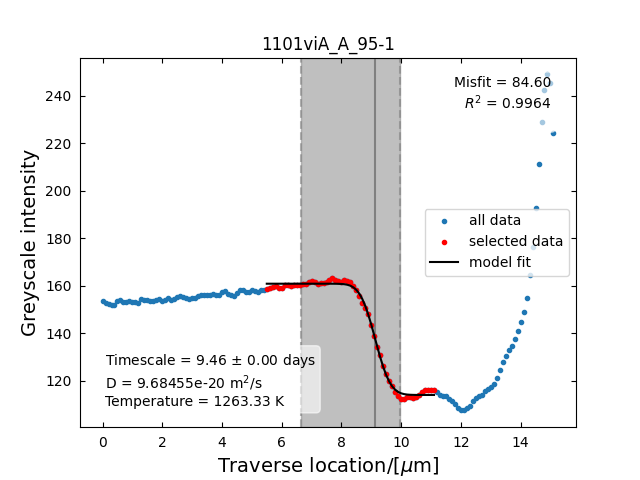 1101viA_A_95-1
Misfit = 84.60
R² = 0.9964
all data
selected data
model fit
Timescale = 9.46 ± 0.00 days
D = 9.68455e-20 m²/s
Temperature = 1263.33 K
Greyscale intensity
240
220
200
180
160
140
120
0 2 4 6 8 10 12 14
Traverse location/[μm]